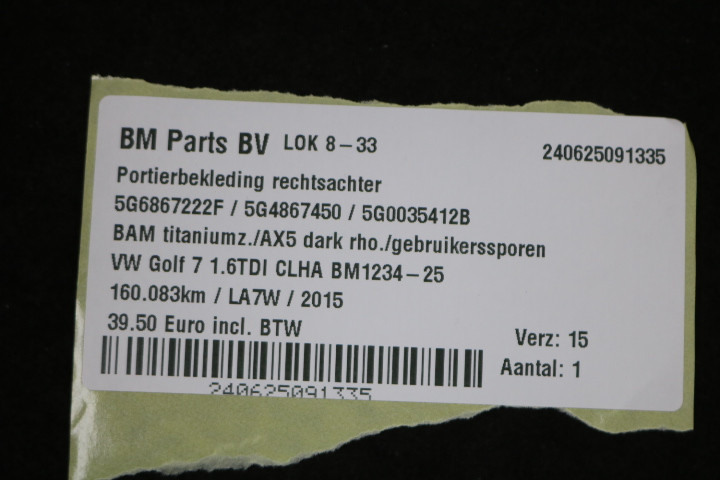 BM Parts BV LOK 8-33 240625091335
Portierbekleding rechtsachter
5G6867222F / 5G4867450 / 5G0035412B
BAM titaniumz./AX5 dark rho./gebruikerssporen
VW Golf 7 1.6TDI CLHA BM1234-25
160.083km / LA7W / 2015
39.50 Euro incl. BTW Verz: 15
Aantal: 1
240625091335